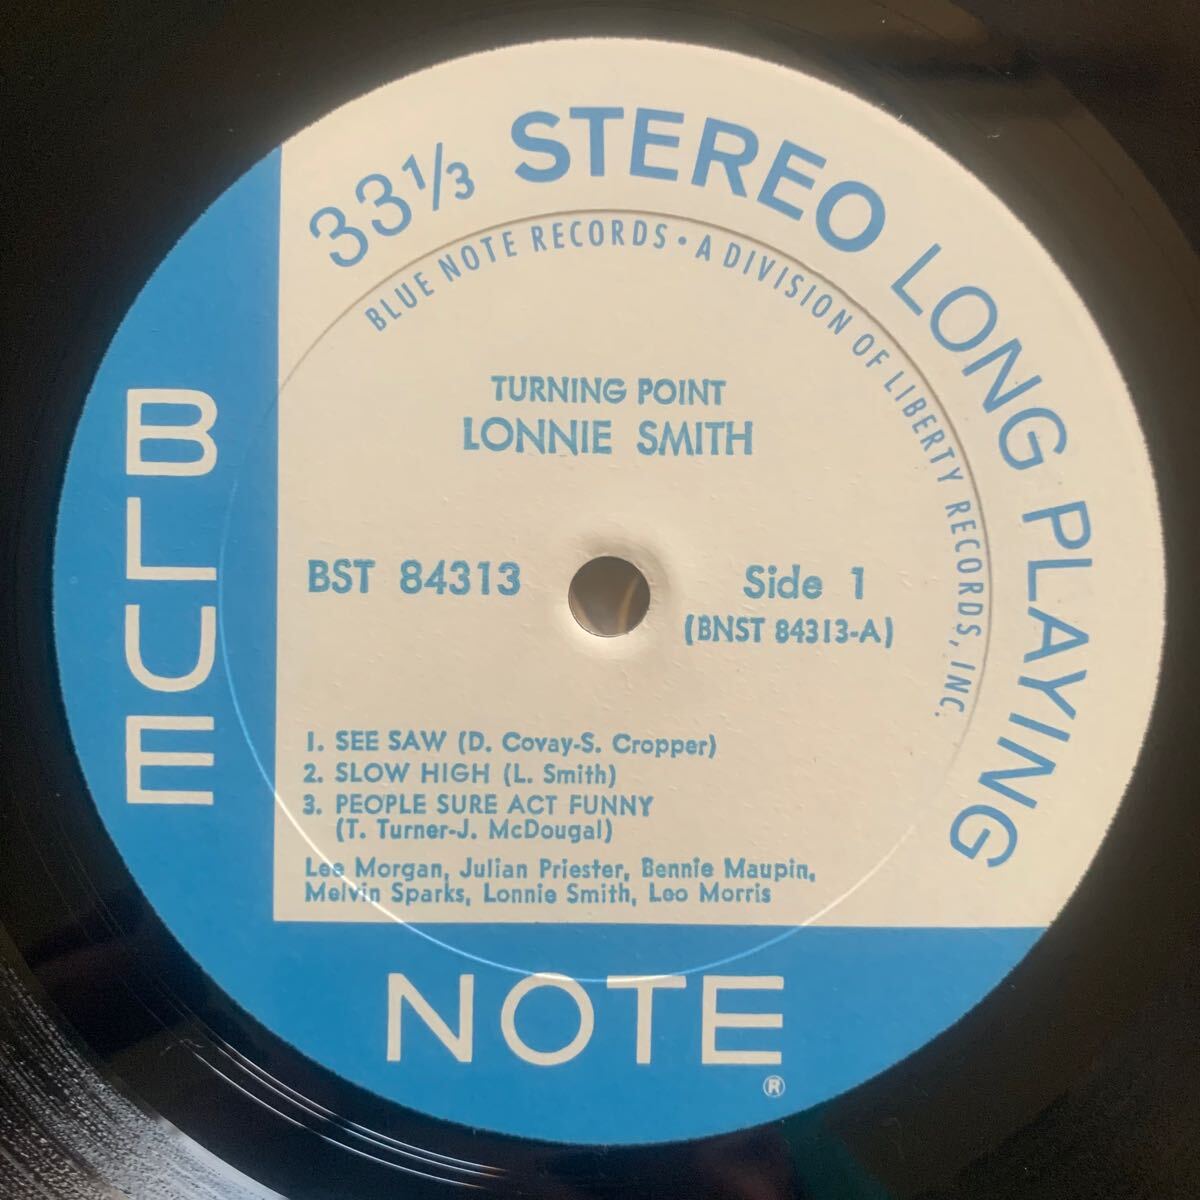 33 1/3 STEREO LONG PLAYING
BLUE NOTE RECORDS • A DIVISION OF LIBERTY RECORDS, INC.
TURNING POINT
LONNIE SMITH
BST 84313
Side 1
(BNST 84313-A)
1. SEE SAW (D. Covay-S. Cropper)
2. SLOW HIGH (L. Smith)
3. PEOPLE SURE ACT FUNNY
(T. Turner-J. McDougal)
Lee Morgan, Julian Priester, Bennie Maupin,
Melvin Sparks, Lonnie Smith, Leo Morris
BLUE
NOTE
®